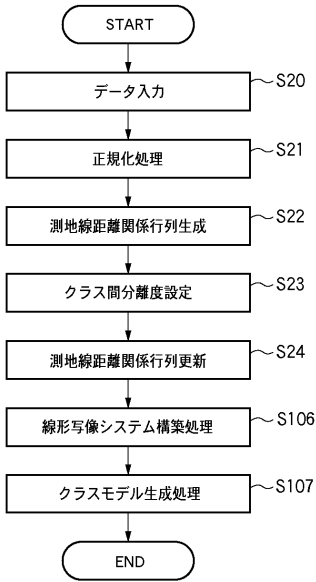 START
データ入力
S20
正規化処理
S21
測地線距離関係行列生成
S22
クラス間分離度設定
S23
測地線距離関係行列更新
S24
線形写像システム構築処理
S106
クラスモデル生成処理
S107
END